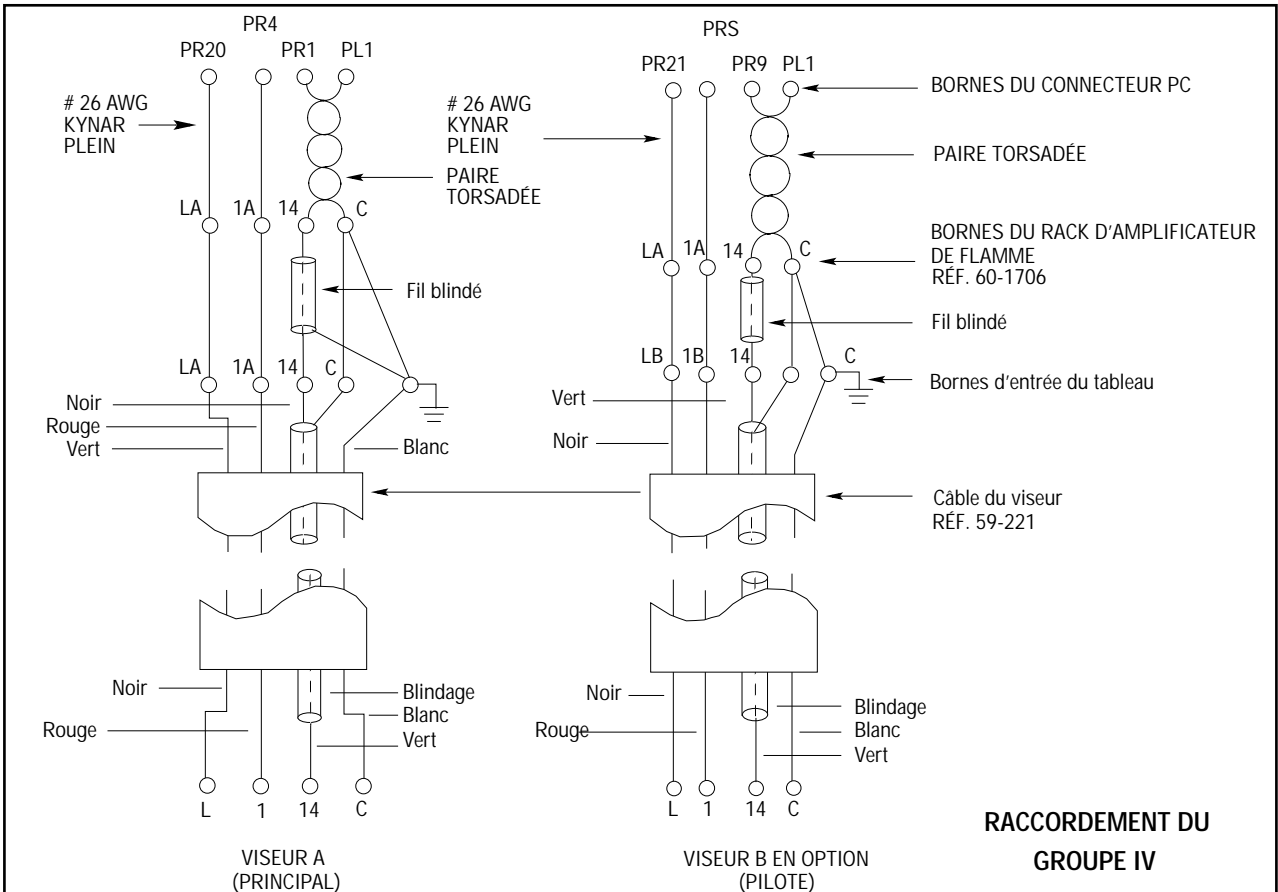 PR4
PR20 PR1 PL1
# 26 AWG
KYNAR
PLEIN
PAIRE
TORSADÉE
LA 1A 14 C
Fil blindé
LA 1A 14 C
Noir
Rouge
Vert
Blanc
Noir
Rouge
Blindage
Blanc
Vert
L 1 14 C
VISEUR A
(PRINCIPAL)
PRS
PR21 PR9 PL1
# 26 AWG
KYNAR
PLEIN
BORNES DU CONNECTEUR PC
PAIRE TORSADÉE
LA 1A 14 C
BORNES DU RACK D'AMPLIFICATEUR
DE FLAMME
RÉF. 60-1706
Fil blindé
LB 1B 14 C
Bornes d'entrée du tableau
Vert
Noir
Câble du viseur
RÉF. 59-221
Noir
Rouge
Blindage
Blanc
Vert
L 1 14 C
VISEUR B EN OPTION
(PILOTE)
RACCORDEMENT DU
GROUPE IV